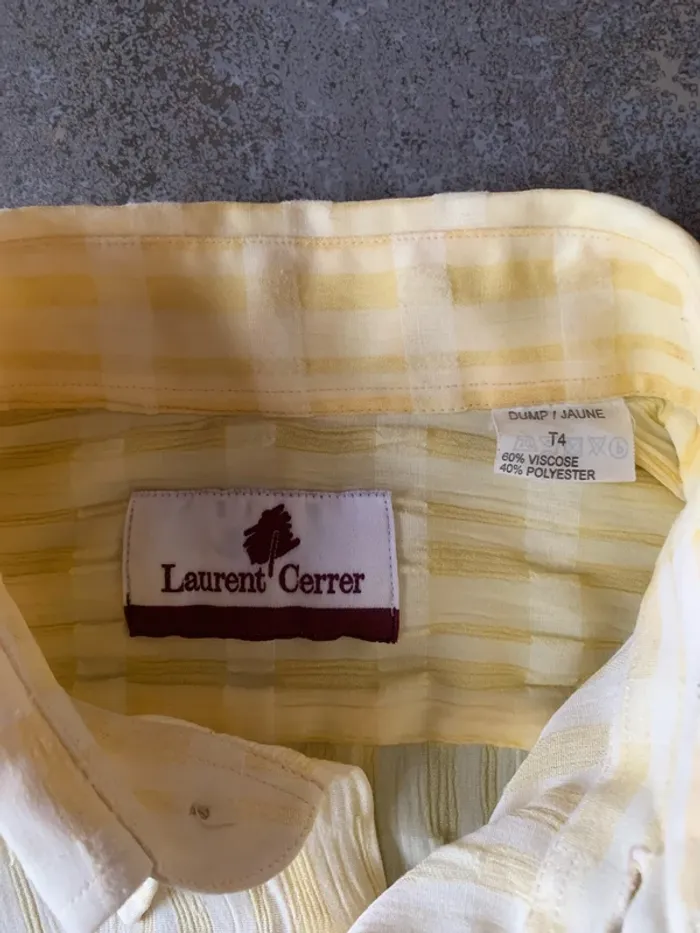 DUMP / JAUNE
T4
60% VISCOSE
40% POLYESTER
Laurent Cerrer